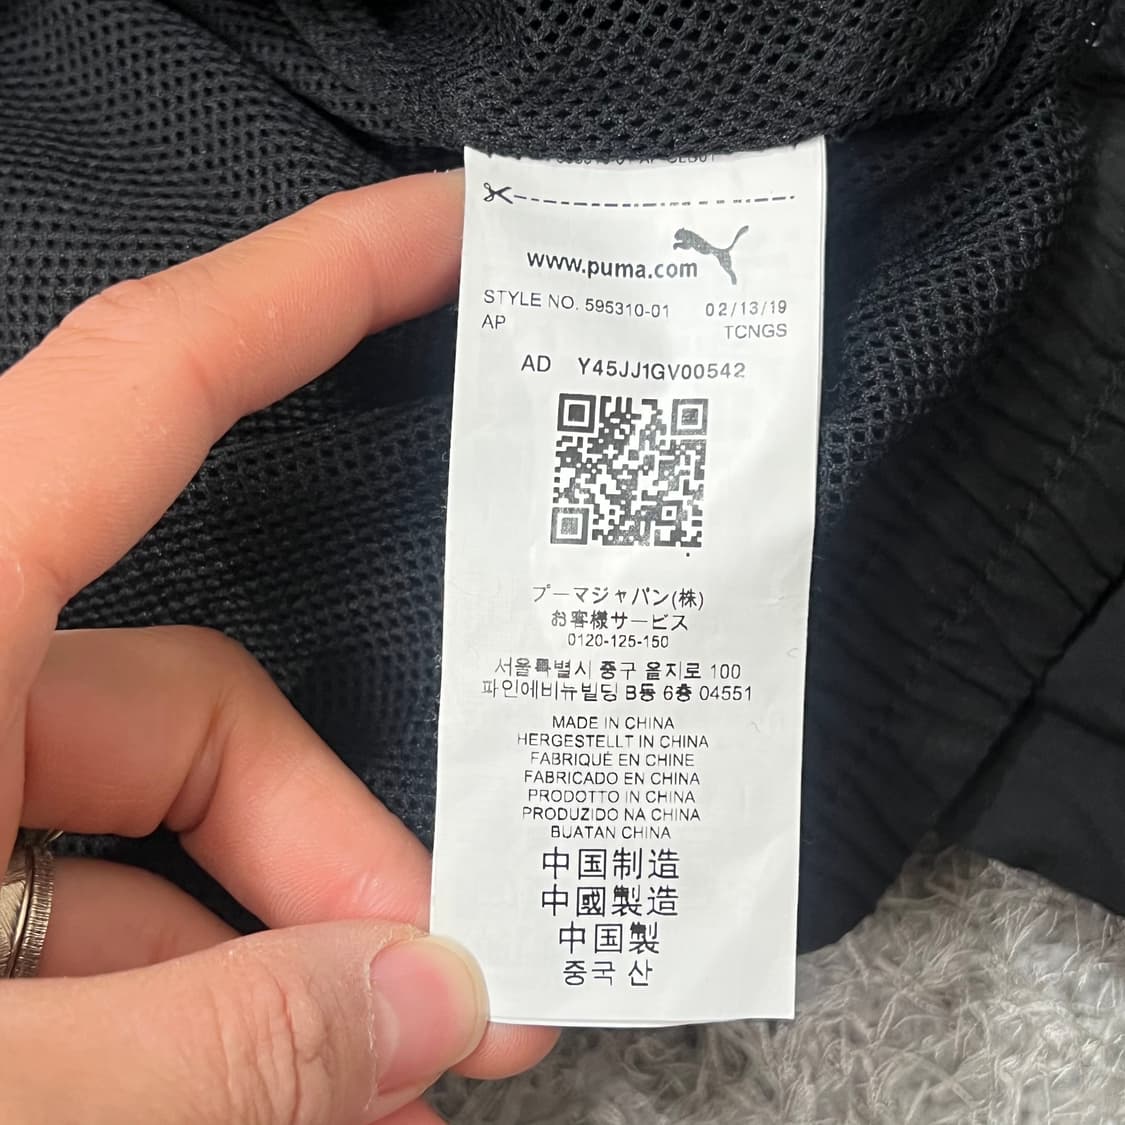 www.puma.com
STYLE NO. 595310-01 02/13/19
AP TCNGS
AD Y45JJ1GV00542
プーマジャパン(株)
お客様サービス
0120-125-150
서울특별시 중구 을지로 100
파인에비뉴빌딩 B동 6층 04551
MADE IN CHINA
HERGESTELLT IN CHINA
FABRIQUÉ EN CHINE
FABRICADO EN CHINA
PRODOTTO IN CHINA
PRODUZIDO NA CHINA
BUATAN CHINA
中国制造
中國製造
中国製
중국 산